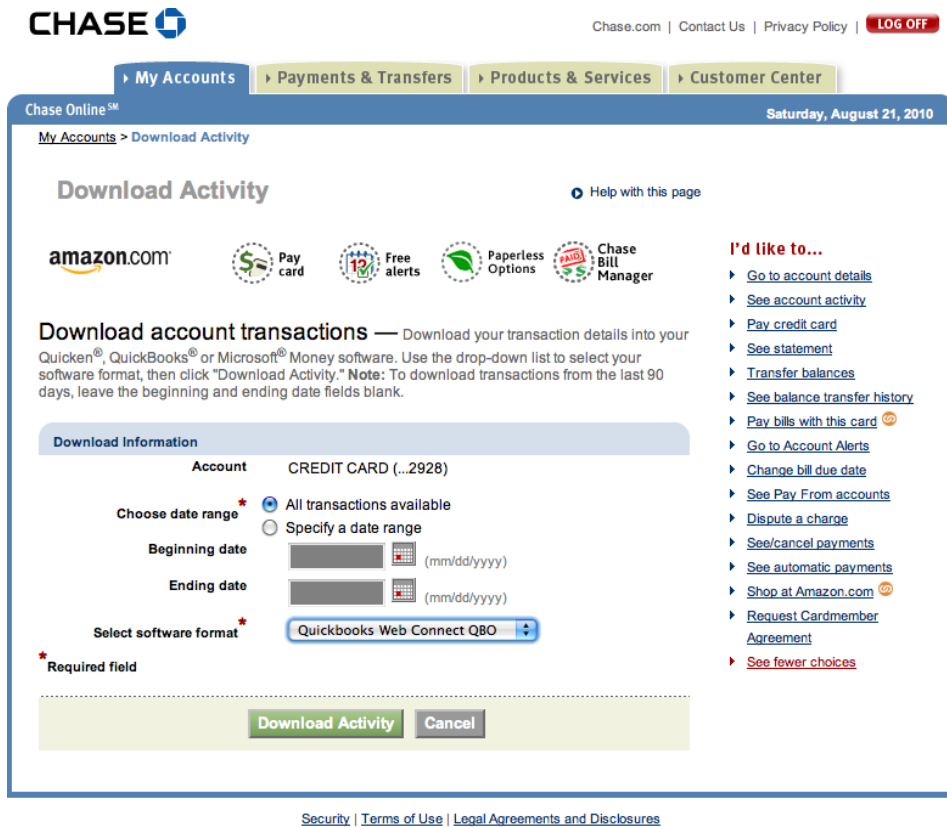 CHASE
Chase.com | Contact Us | Privacy Policy | LOG OFF
My Accounts
Payments & Transfers
Products & Services
Customer Center
Chase Online℠
Saturday, August 21, 2010
My Accounts > Download Activity
Download Activity
Help with this page
amazon.com
Pay
card
12
Free
alerts
Paperless
Options
PAID
Chase
Bill
Manager
Download account transactions — Download your transaction details into your
Quicken®, QuickBooks® or Microsoft® Money software. Use the drop-down list to select your
software format, then click "Download Activity." Note: To download transactions from the last 90
days, leave the beginning and ending date fields blank.
Download Information
Account CREDIT CARD (...2928)
Choose date range* All transactions available
Specify a date range
Beginning date (mm/dd/yyyy)
Ending date (mm/dd/yyyy)
Select software format* Quickbooks Web Connect QBO
*Required field
Download Activity Cancel
I'd like to...
Go to account details
See account activity
Pay credit card
See statement
Transfer balances
See balance transfer history
Pay bills with this card
Go to Account Alerts
Change bill due date
See Pay From accounts
Dispute a charge
See/cancel payments
See automatic payments
Shop at Amazon.com
Request Cardmember
Agreement
See fewer choices
Security | Terms of Use | Legal Agreements and Disclosures